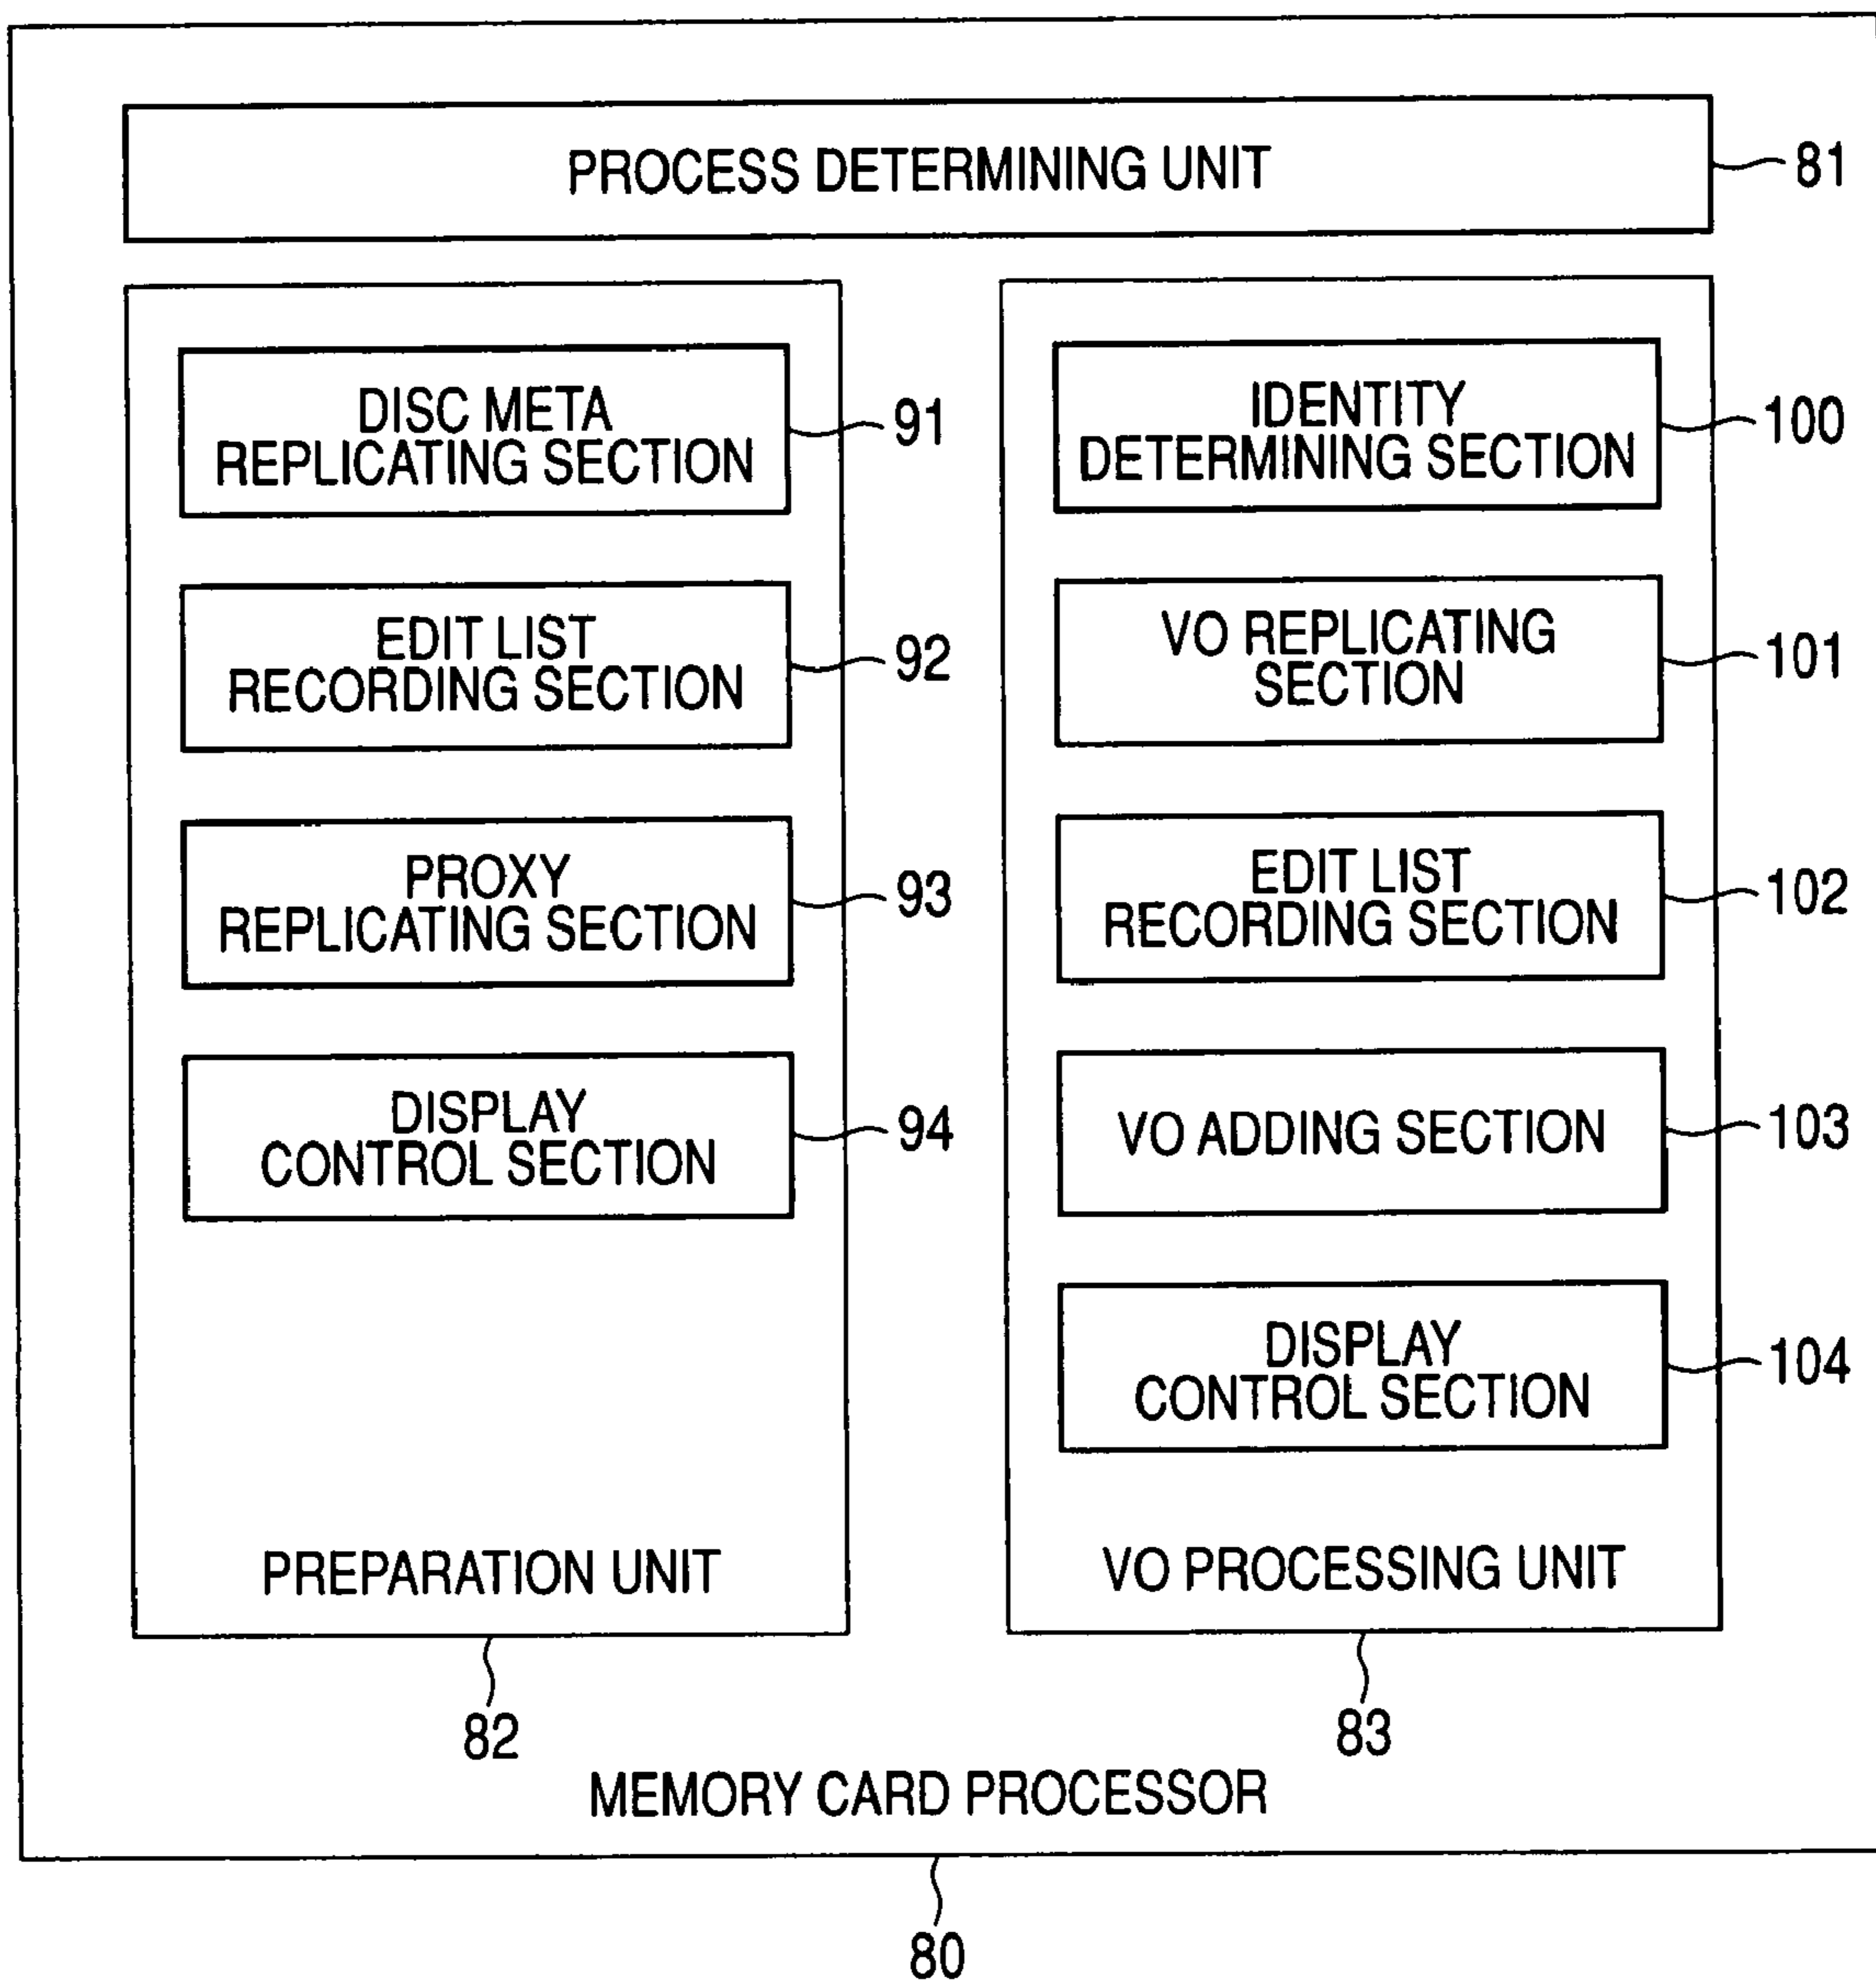 PROCESS DETERMINING UNIT
81
DISC META
REPLICATING SECTION
91
EDIT LIST
RECORDING SECTION
92
PROXY
REPLICATING SECTION
93
DISPLAY
CONTROL SECTION
94
PREPARATION UNIT
82
IDENTITY
DETERMINING SECTION
100
VO REPLICATING
SECTION
101
EDIT LIST
RECORDING SECTION
102
VO ADDING SECTION
103
DISPLAY
CONTROL SECTION
104
VO PROCESSING UNIT
83
MEMORY CARD PROCESSOR
80